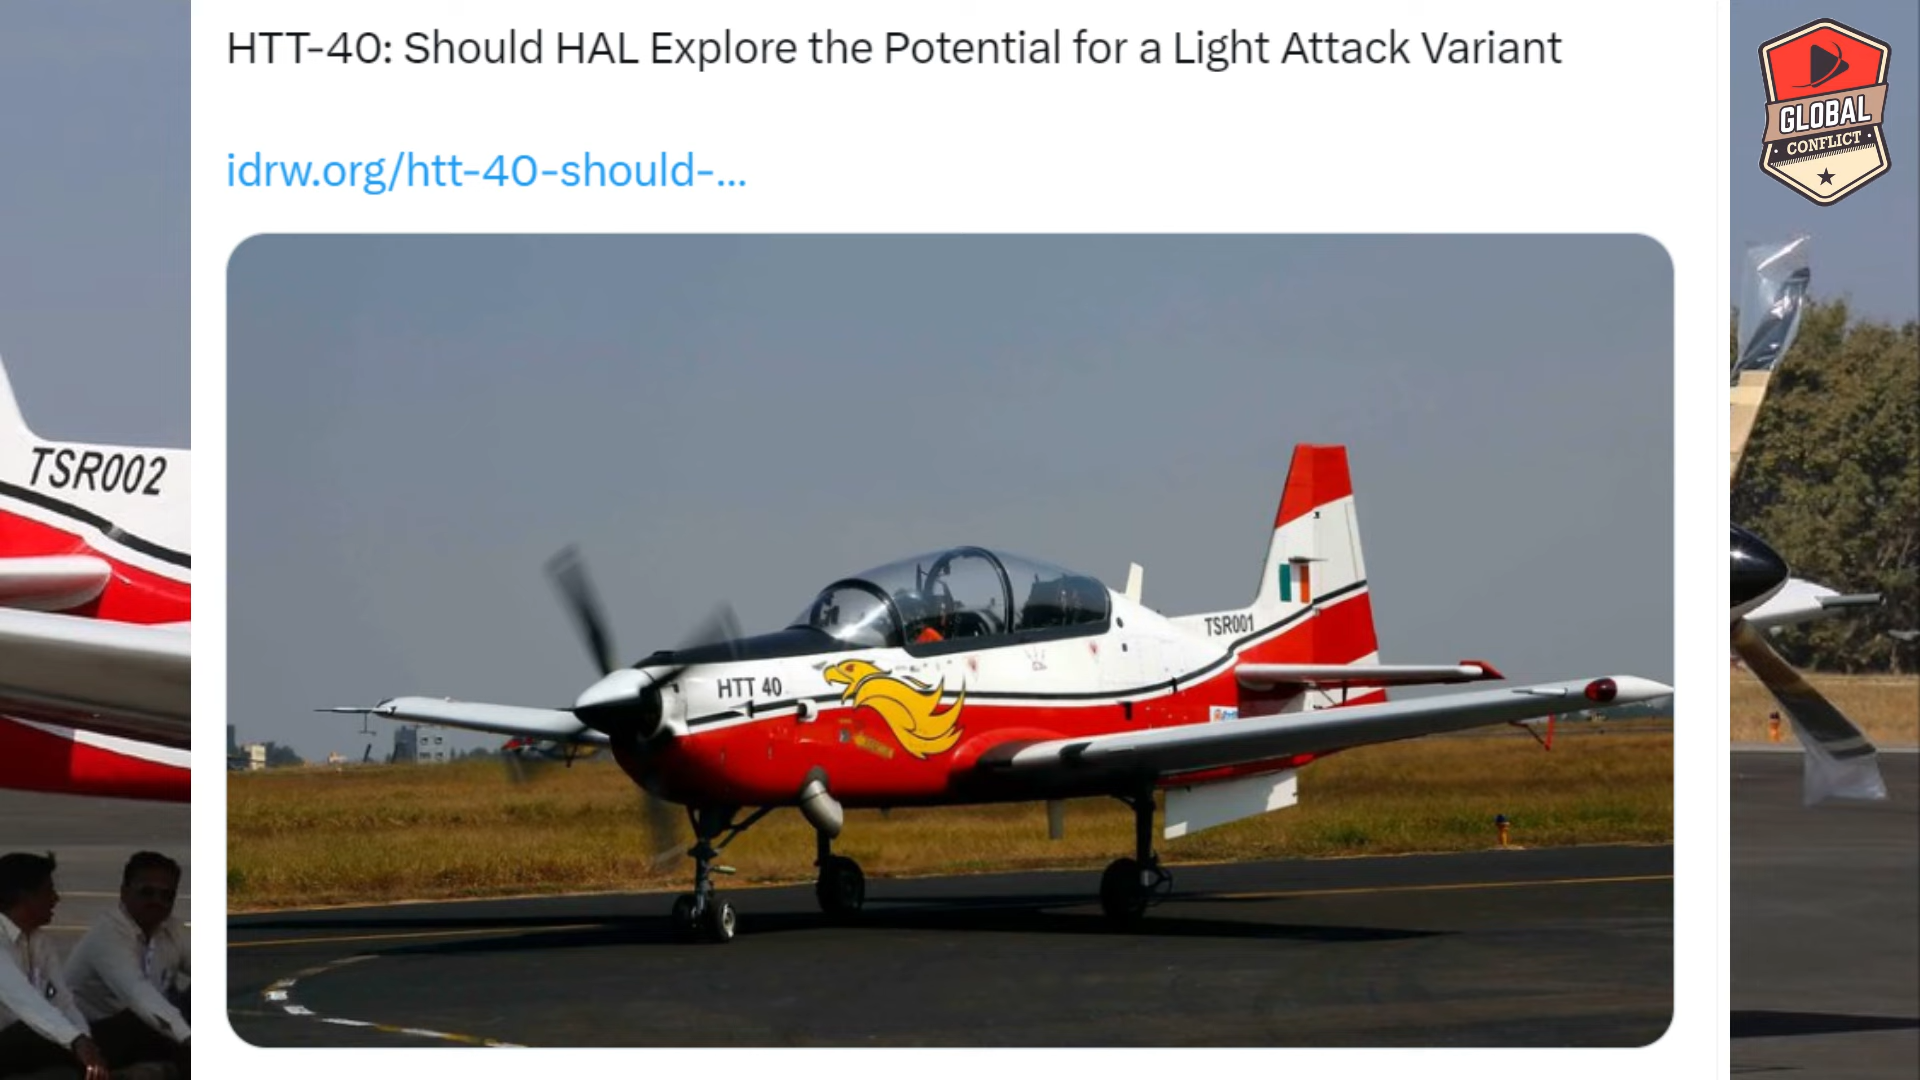 HTT-40: Should HAL Explore the Potential for a Light Attack Variant
idrw.org/htt-40-should-...
GLOBAL
CONFLICT
TSR002
TSR001
HTT 40